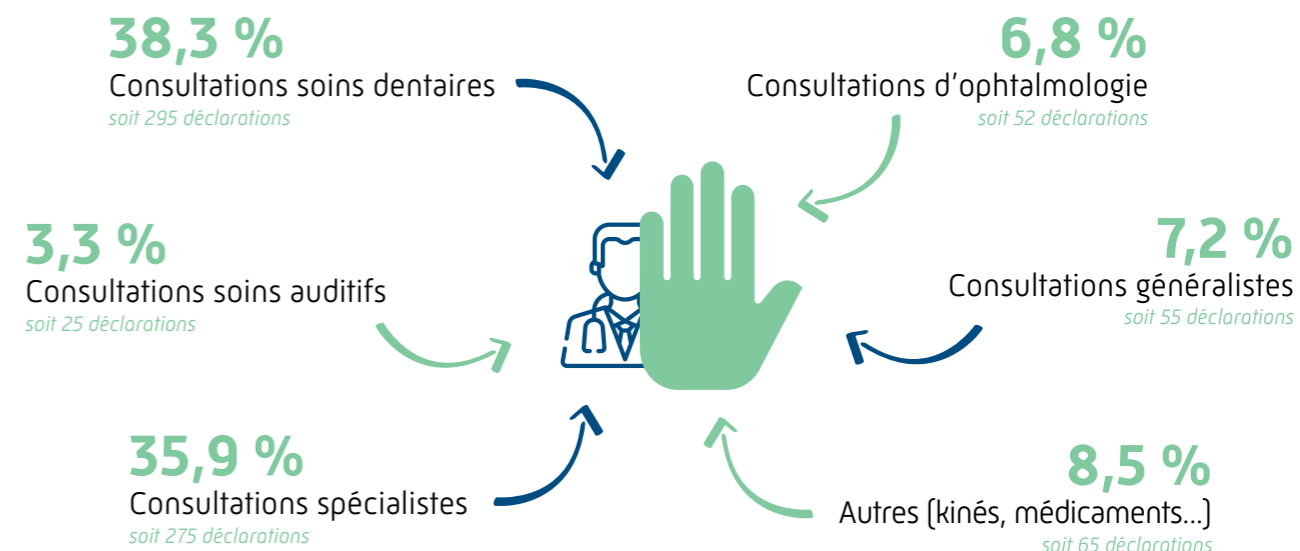 38,3 %
Consultations soins dentaires
soit 295 déclarations
6,8 %
Consultations d'ophtalmologie
soit 52 déclarations
3,3 %
Consultations soins auditifs
soit 25 déclarations
7,2 %
Consultations généralistes
soit 55 déclarations
35,9 %
Consultations spécialistes
soit 275 déclarations
8,5 %
Autres (kinés, médicaments...)
soit 65 déclarations